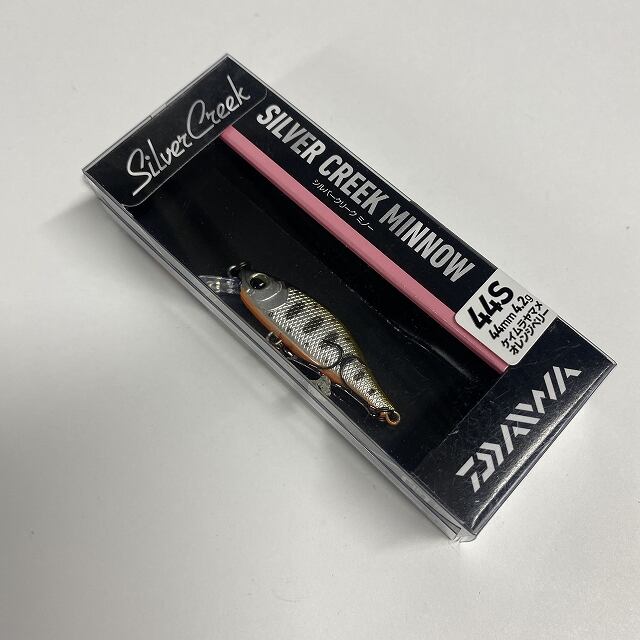 Silver Creek
SILVER CREEK MINNOW
シルバークリーク ミノー
44S
44mm 4.2g
ケイムラヤマメ
オレンジベリー
DAIWA